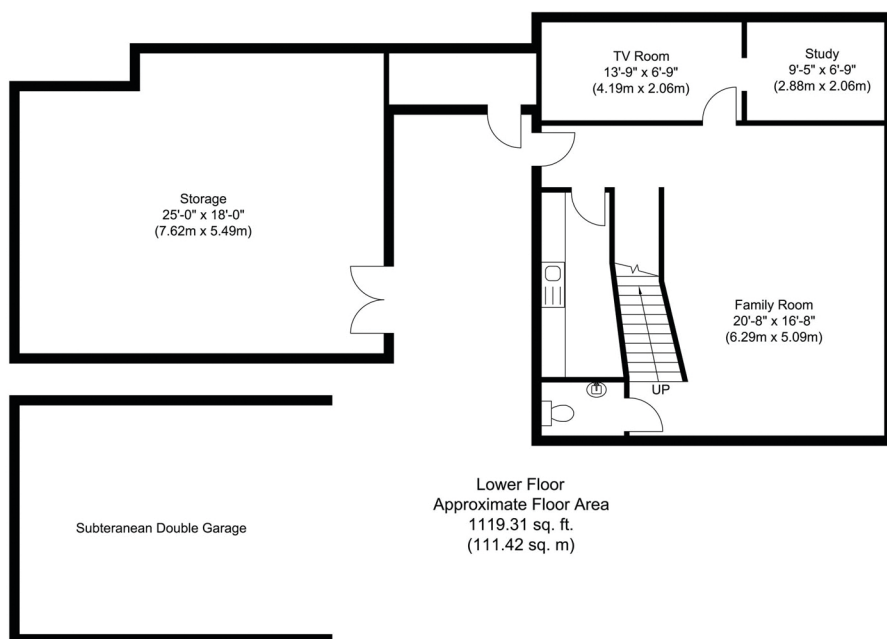 TV Room
13'-9" x 6'-9"
(4.19m x 2.06m)
Study
9'-5" x 6'-9"
(2.88m x 2.06m)
Storage
25'-0" x 18'-0"
(7.62m x 5.49m)
Family Room
20'-8" x 16'-8"
(6.29m x 5.09m)
UP
Lower Floor
Approximate Floor Area
1119.31 sq. ft.
(111.42 sq. m)
Subteranean Double Garage